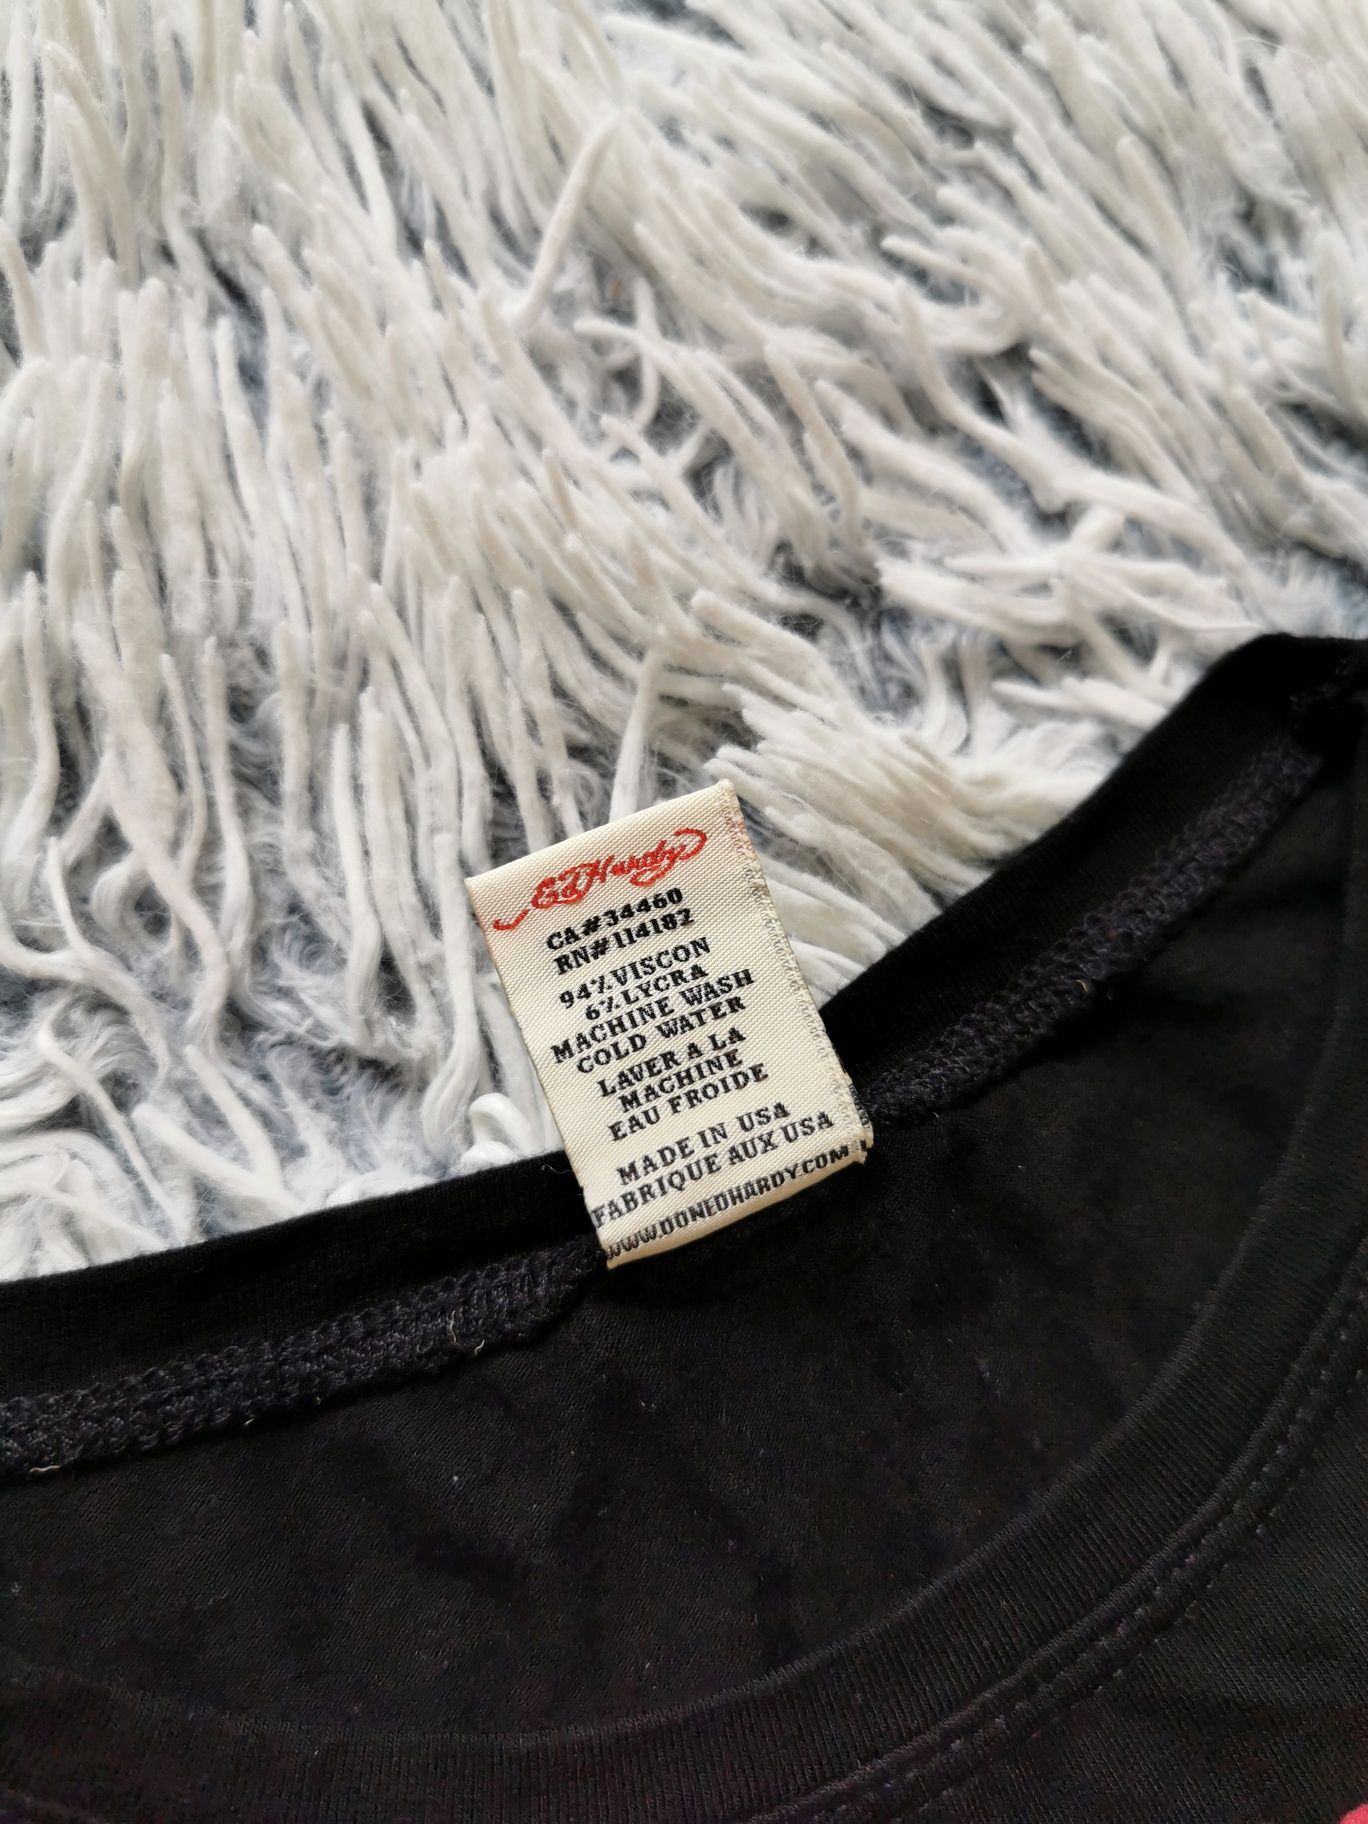 Ed Hardy
CA#34460
RN#114182
94% VISCON
6% LYCRA
MACHINE WASH
COLD WATER
LAVER A LA
MACHINE
EAU FROIDE
MADE IN USA
FABRIQUE AUX USA
WWW.DONEDHARDY.COM